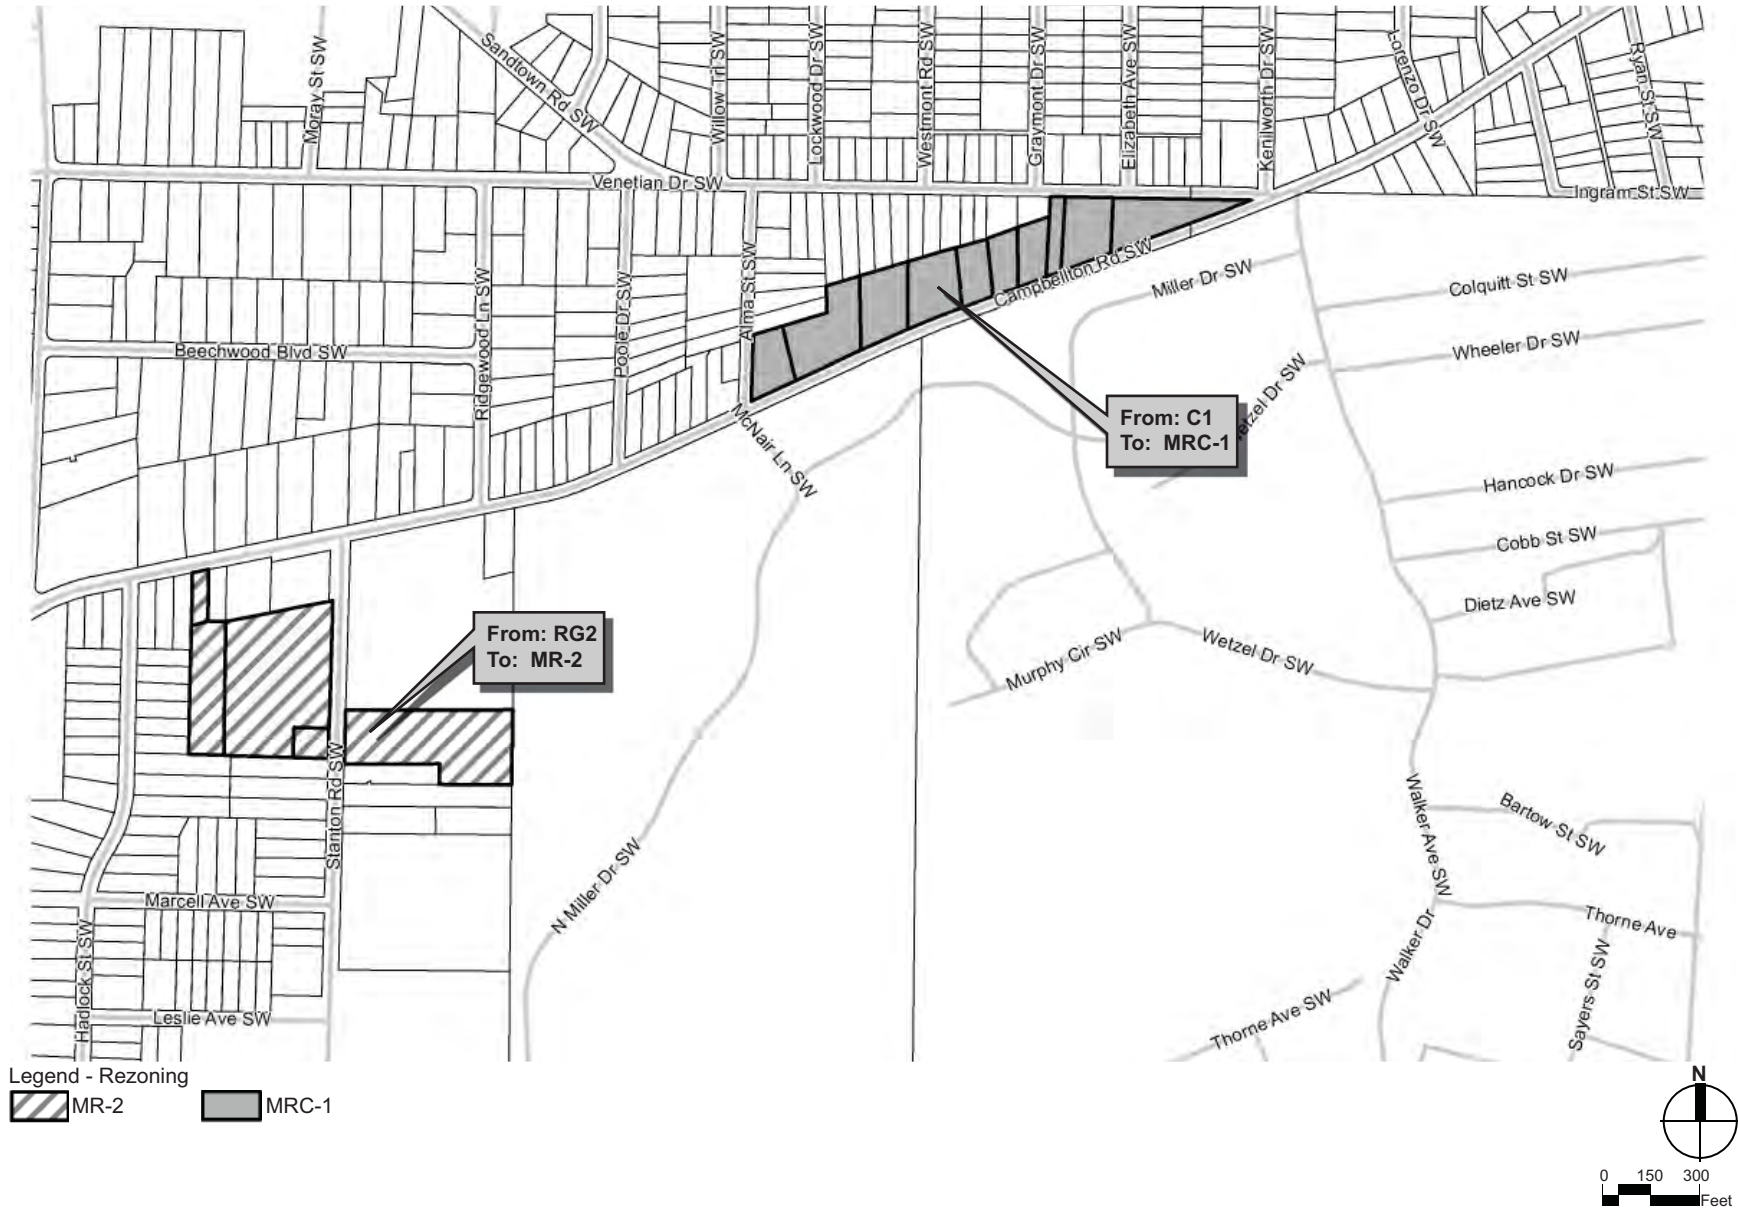 Moray St SW
Sandtown Rd SW
Willow Trl SW
Lockwood Dr SW
Westmont Rd SW
Graymont Dr SW
Elizabeth Ave SW
Kenilworth Dr SW
Lorenzo Dr SW
Ryan St SW
Venetian Dr SW
Ingram St SW
Alma St SW
Campbellton Rd SW
Miller Dr SW
Colquitt St SW
Ridgewood Ln SW
Poole Dr SW
Beechwood Blvd SW
Wheeler Dr SW
Wetzel Dr SW
From: C1
To: MRC-1
McNair Ln SW
Hancock Dr SW
Cobb St SW
Dietz Ave SW
From: RG2
To: MR-2
Murphy Cir SW
Wetzel Dr SW
Stanton Rd SW
Walker Ave SW
Bartow St SW
N Miller Dr SW
Marcell Ave SW
Walker Dr
Thorne Ave
Hadlock St SW
Sayers St SW
Leslie Ave SW
Thorne Ave SW
Legend - Rezoning
MR-2
MRC-1
N
0 150 300
Feet